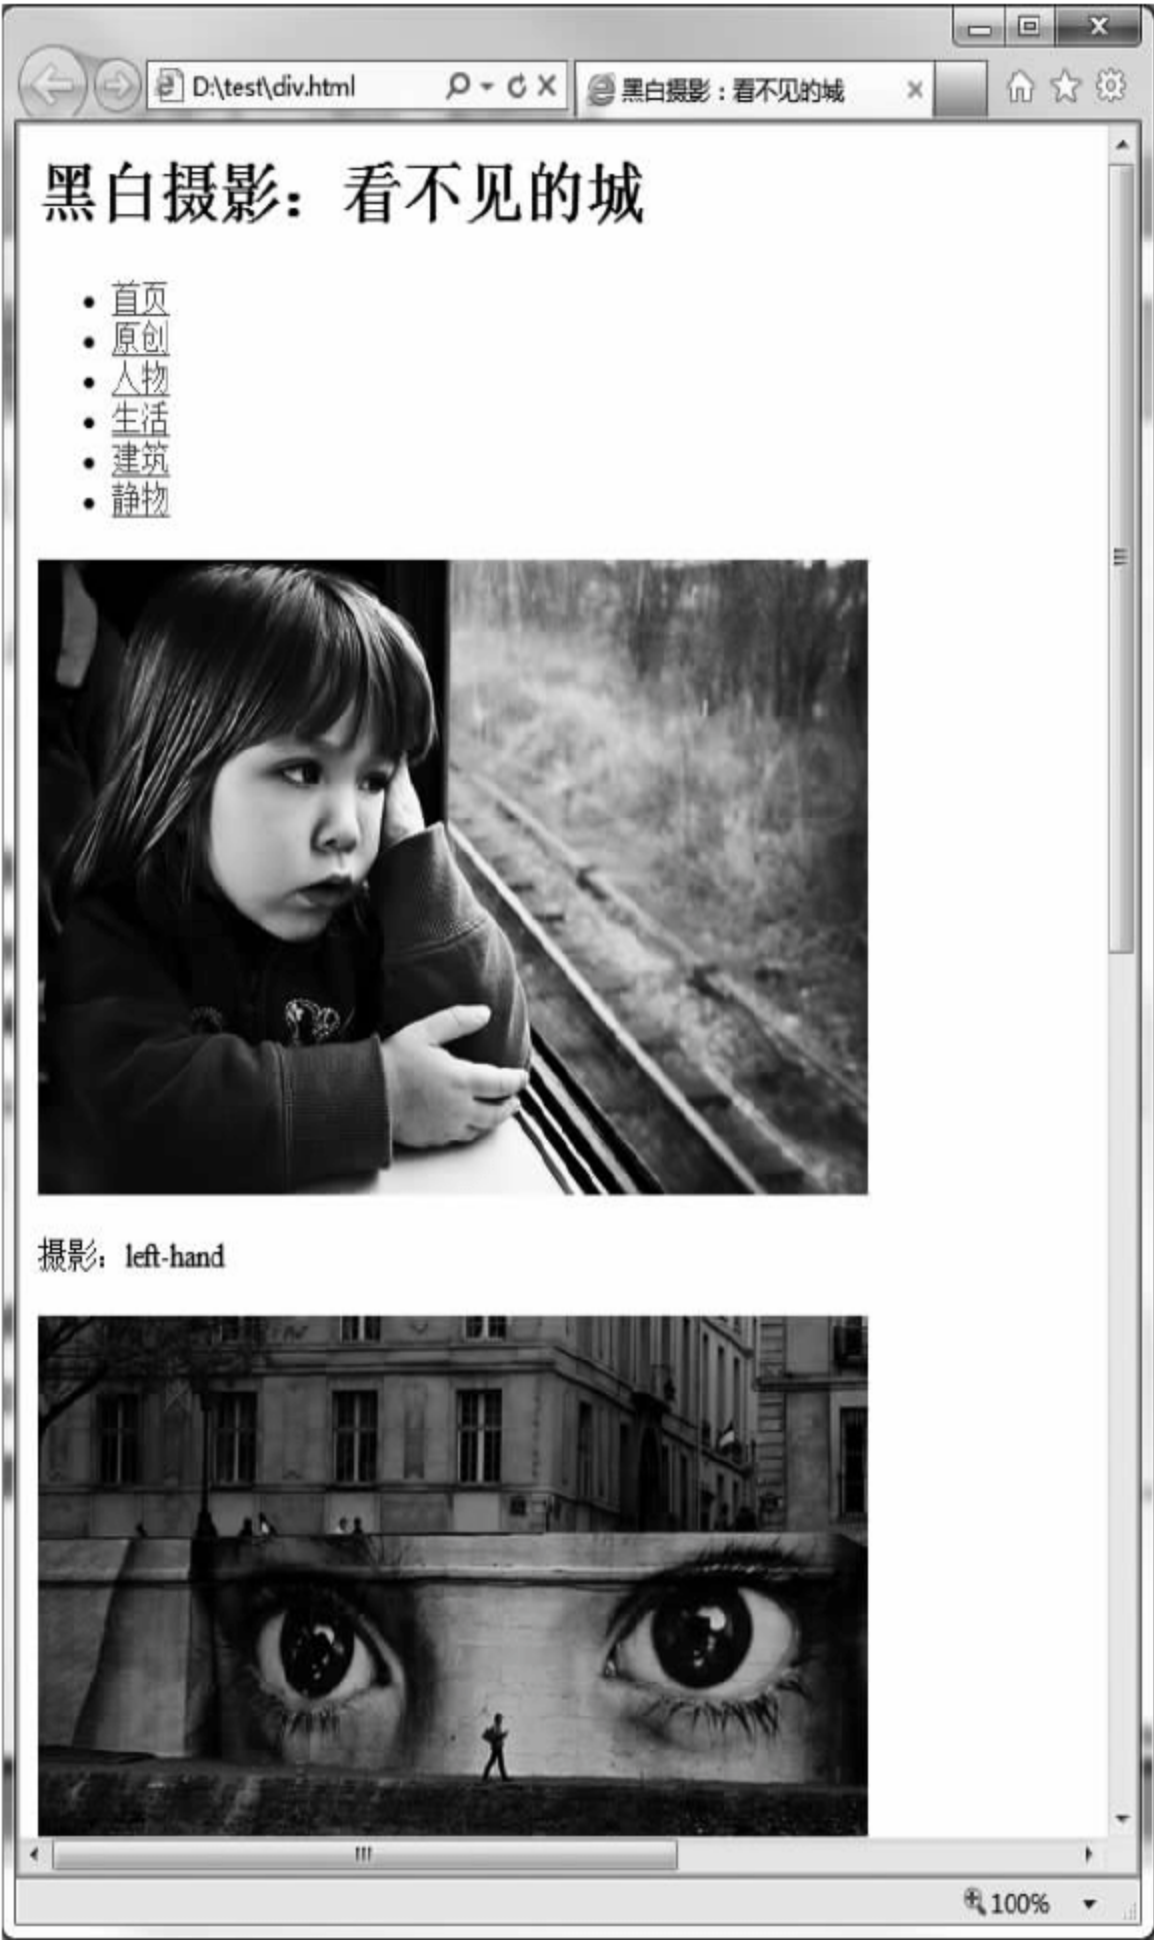 D:\test\div.html
黑白摄影：看不见的城
黑白摄影：看不见的城
首页
原创
人物
生活
建筑
静物
摄影：left-hand
100%